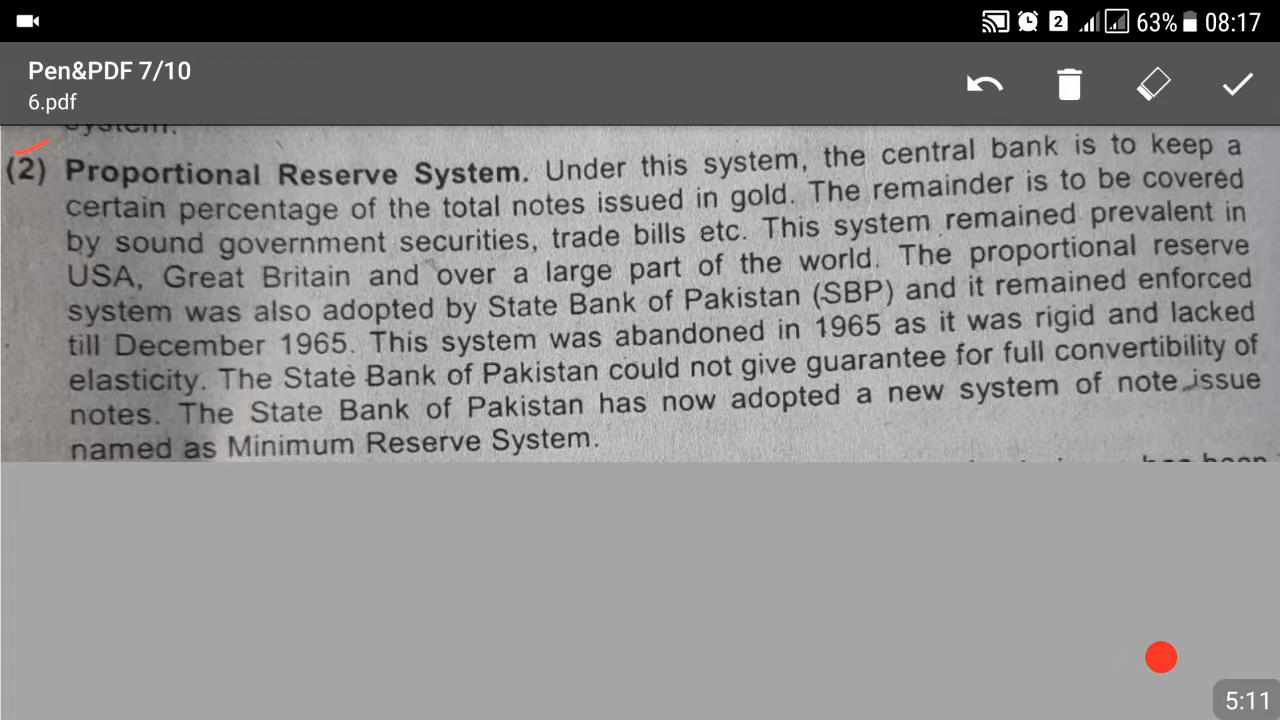 2 63% 08:17
Pen&PDF 7/10
6.pdf
system.
(2) Proportional Reserve System. Under this system, the central bank is to keep a
certain percentage of the total notes issued in gold. The remainder is to be covered
by sound government securities, trade bills etc. This system remained prevalent in
USA, Great Britain and over a large part of the world. The proportional reserve
system was also adopted by State Bank of Pakistan (SBP) and it remained enforced
till December 1965. This system was abandoned in 1965 as it was rigid and lacked
elasticity. The State Bank of Pakistan could not give guarantee for full convertibility of
notes. The State Bank of Pakistan has now adopted a new system of note issue
named as Minimum Reserve System.
has been
5:11